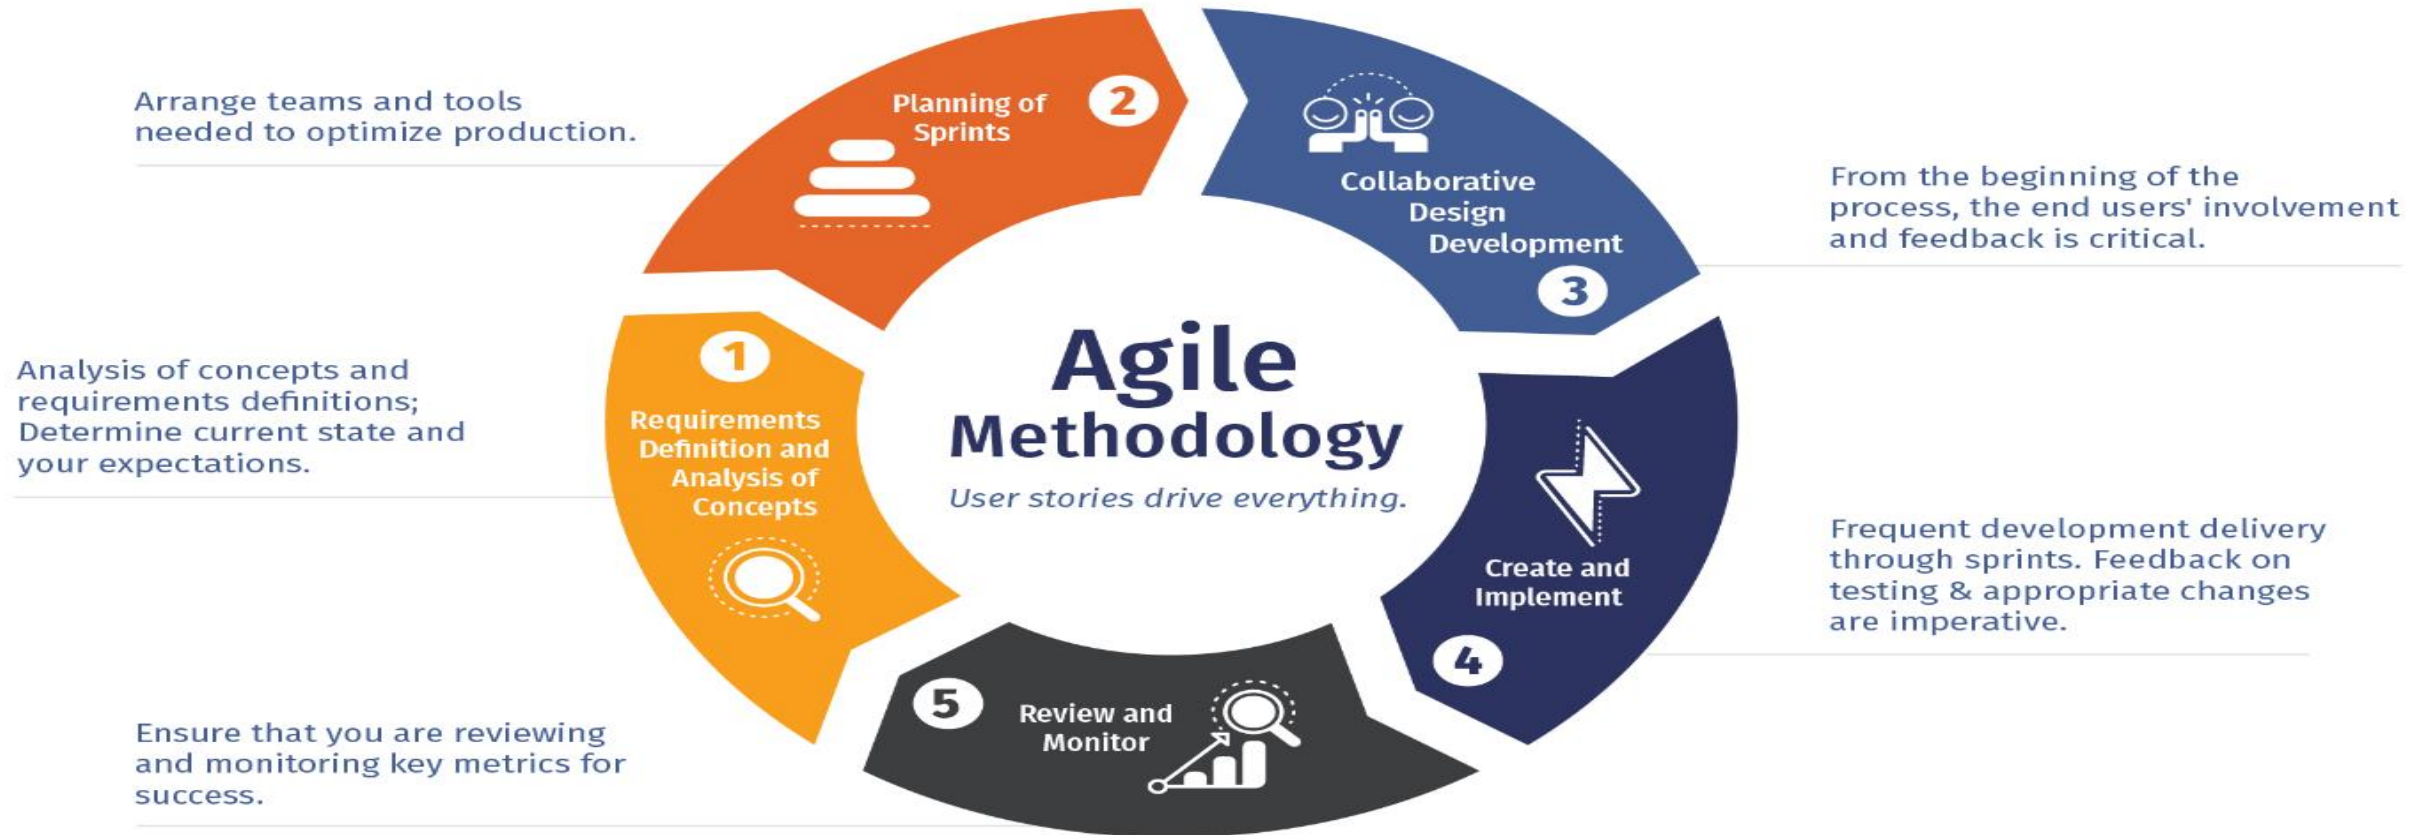 Agile
Methodology
User stories drive everything.
1
Requirements
Definition and
Analysis of
Concepts
Analysis of concepts and
requirements definitions;
Determine current state and
your expectations.
2
Planning of
Sprints
Arrange teams and tools
needed to optimize production.
Collaborative
Design
Development
3
From the beginning of the
process, the end users' involvement
and feedback is critical.
Create and
Implement
4
Frequent development delivery
through sprints. Feedback on
testing & appropriate changes
are imperative.
5
Review and
Monitor
Ensure that you are reviewing
and monitoring key metrics for
success.